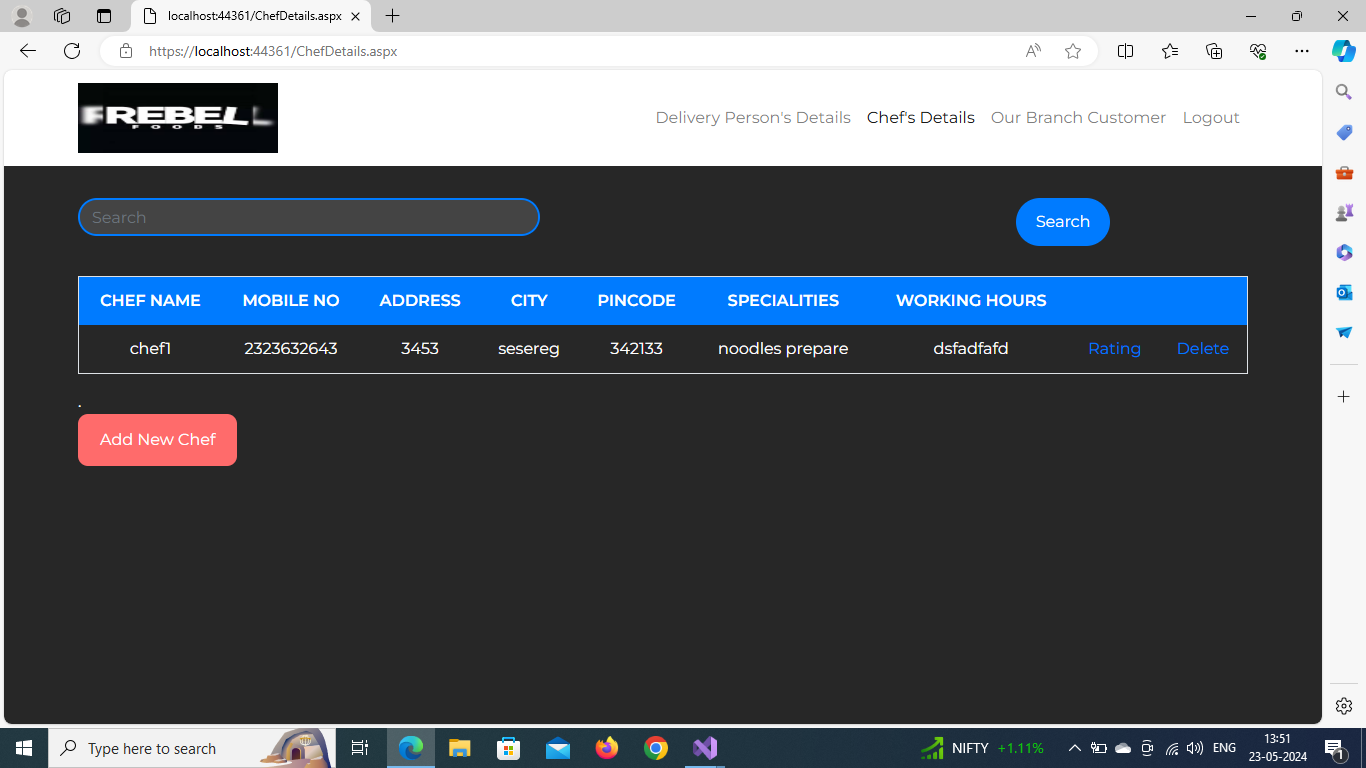 localhost:44361/ChefDetails.aspx
https://localhost:44361/ChefDetails.aspx
FREBELL
FOODS
Delivery Person's Details Chef's Details Our Branch Customer Logout
Search Search
CHEF NAME MOBILE NO ADDRESS CITY PINCODE SPECIALITIES WORKING HOURS
chef1 2323632643 3453 sesereg 342133 noodles prepare dsfadfafd Rating Delete
.
Add New Chef
Type here to search NIFTY +1.11% ENG 13:51
23-05-2024 1